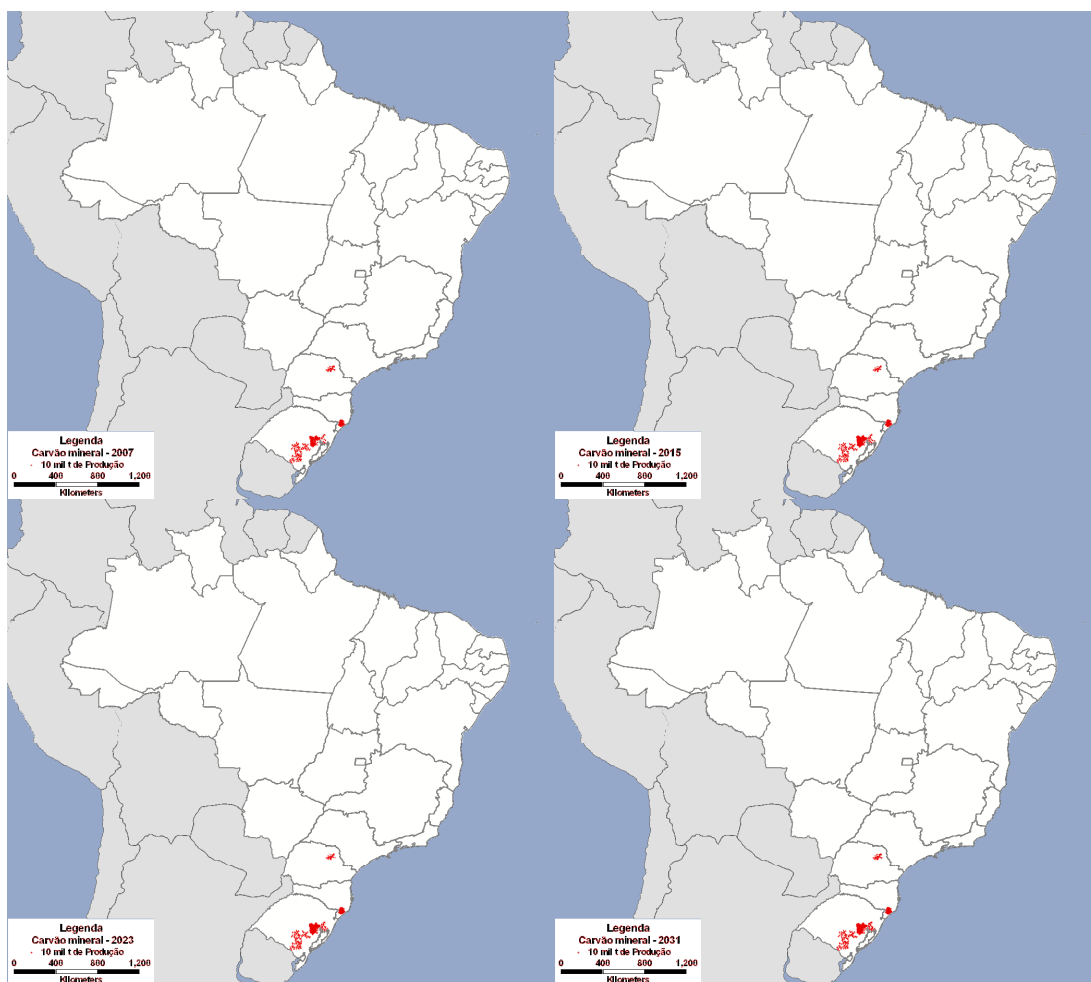 Legenda
Carvão mineral - 2007
10 mil t de Produção
0 400 800 1,200
Kilometers
Legenda
Carvão mineral - 2015
10 mil t de Produção
0 400 800 1,200
Kilometers
Legenda
Carvão mineral - 2023
10 mil t de Produção
0 400 800 1,200
Kilometers
Legenda
Carvão mineral - 2031
10 mil t de Produção
0 400 800 1,200
Kilometers